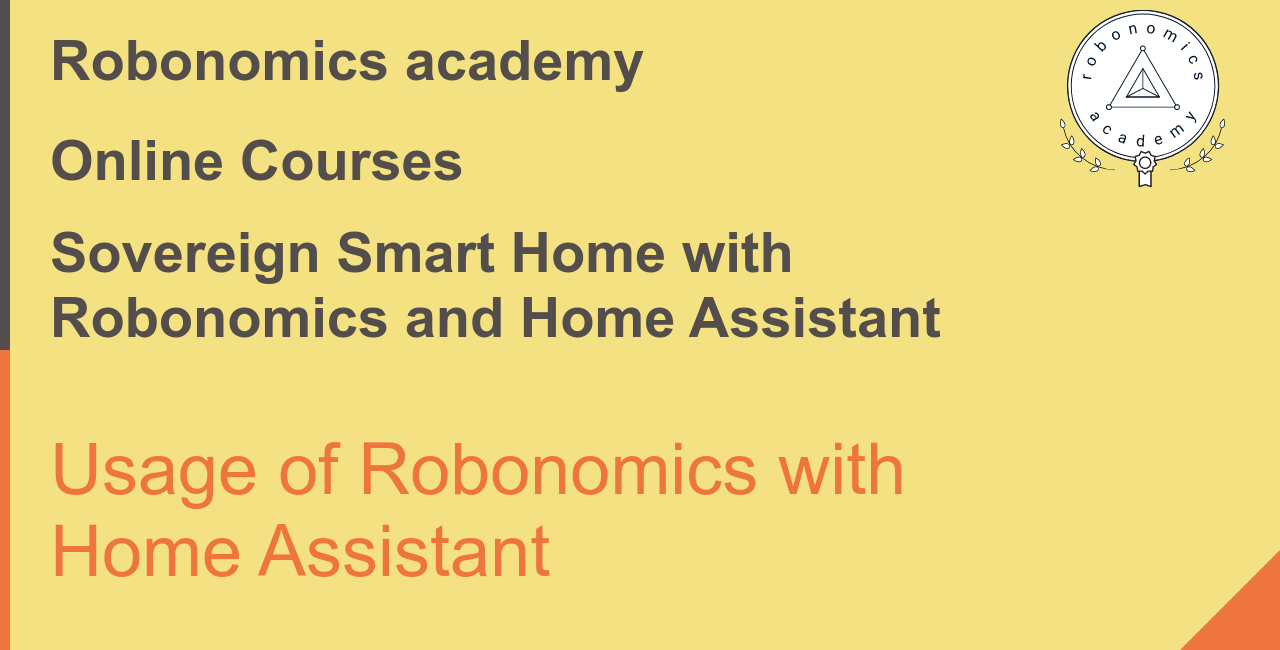 Robonomics academy
Online Courses
Sovereign Smart Home with
Robonomics and Home Assistant
Usage of Robonomics with
Home Assistant
robonomics
academy